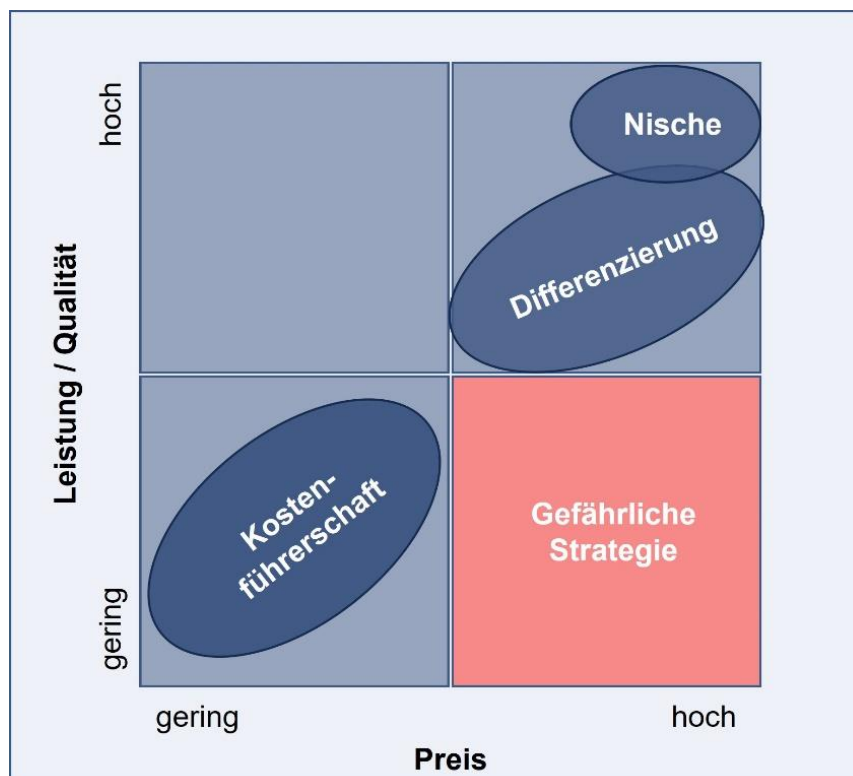 hoch
Nische
Leistung / Qualität
Differenzierung
Kosten-
führerschaft
Gefährliche
Strategie
gering
gering
hoch
Preis